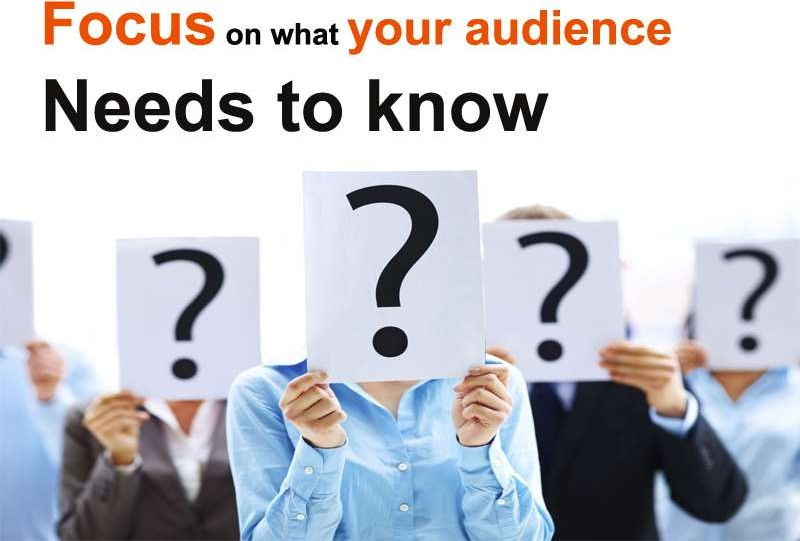 Focus on what your audience
Needs to know
? ? ? ? ?